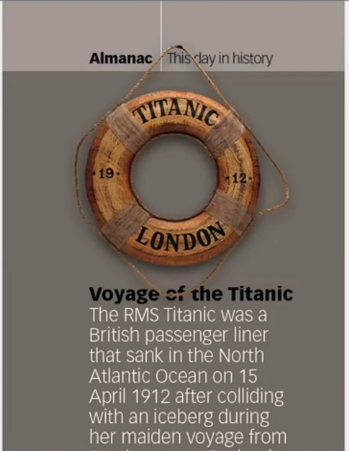 Almanac This day in history
TITANIC
19 12
LONDON
Voyage of the Titanic
The RMS Titanic was a
British passenger liner
that sank in the North
Atlantic Ocean on 15
April 1912 after colliding
with an iceberg during
her maiden voyage from